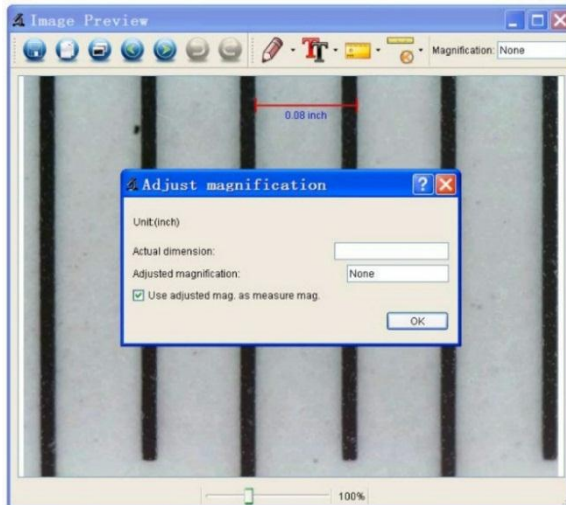 Image Preview
Magnification: None
0.08 inch
Adjust magnification
Unit:(inch)
Actual dimension:
Adjusted magnification: None
Use adjusted mag. as measure mag.
OK
100%